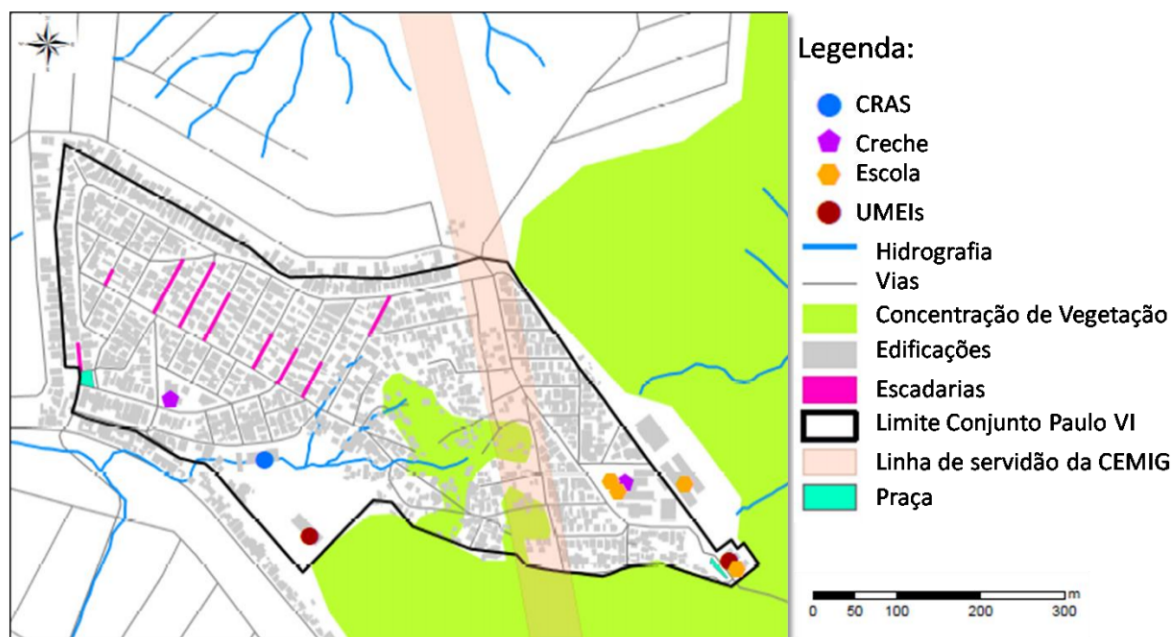 Legenda:
CRAS
Creche
Escola
UMEIs
Hidrografia
Vias
Concentração de Vegetação
Edificações
Escadarias
Limite Conjunto Paulo VI
Linha de servidão da CEMIG
Praça
m
0 50 100 200 300